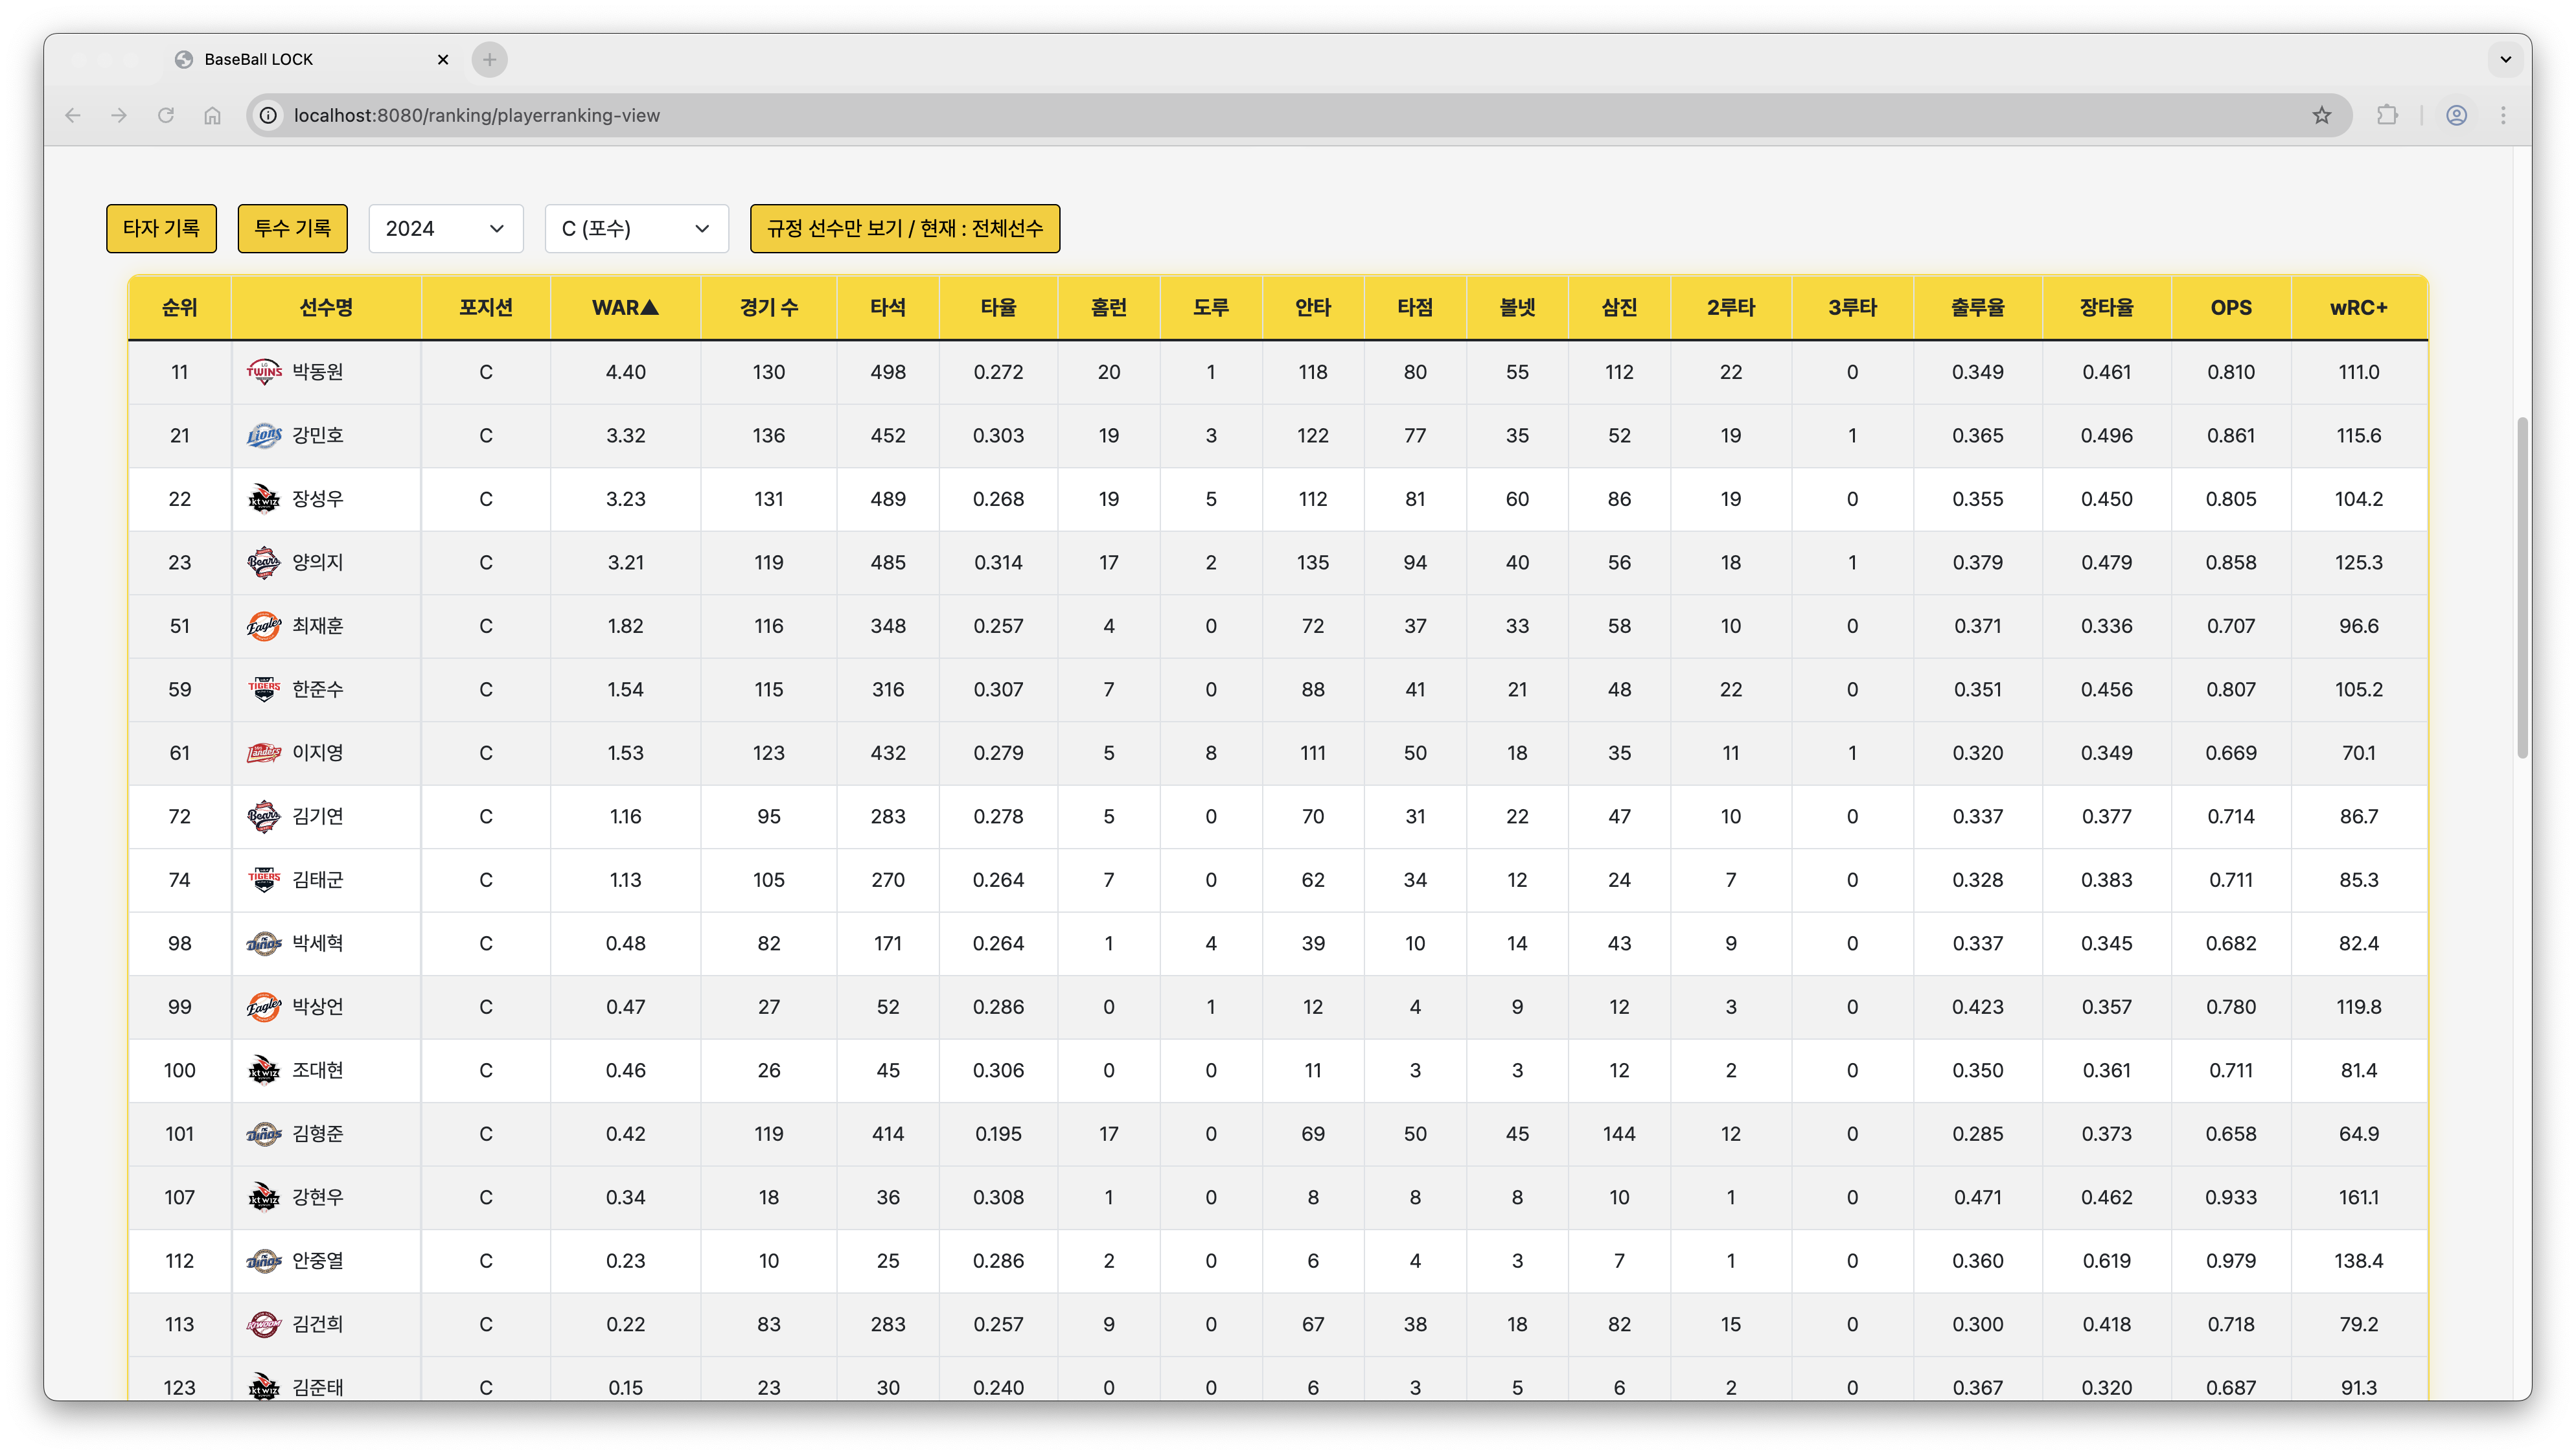 BaseBall LOCK
localhost:8080/ranking/playerranking-view
타자 기록 투수 기록 2024 C (포수) 규정 선수만 보기 / 현재 : 전체선수
순위 선수명 포지션 WAR▲ 경기 수 타석 타율 홈런 도루 안타 타점 볼넷 삼진 2루타 3루타 출루율 장타율 OPS wRC+
11 TWINS 박동원 C 4.40 130 498 0.272 20 1 118 80 55 112 22 0 0.349 0.461 0.810 111.0
21 Lions 강민호 C 3.32 136 452 0.303 19 3 122 77 35 52 19 1 0.365 0.496 0.861 115.6
22 kt wiz 장성우 C 3.23 131 489 0.268 19 5 112 81 60 86 19 0 0.355 0.450 0.805 104.2
23 Bears 양의지 C 3.21 119 485 0.314 17 2 135 94 40 56 18 1 0.379 0.479 0.858 125.3
51 Eagles 최재훈 C 1.82 116 348 0.257 4 0 72 37 33 58 10 0 0.371 0.336 0.707 96.6
59 TIGERS 한준수 C 1.54 115 316 0.307 7 0 88 41 21 48 22 0 0.351 0.456 0.807 105.2
61 Landers 이지영 C 1.53 123 432 0.279 5 8 111 50 18 35 11 1 0.320 0.349 0.669 70.1
72 Bears 김기연 C 1.16 95 283 0.278 5 0 70 31 22 47 10 0 0.337 0.377 0.714 86.7
74 TIGERS 김태군 C 1.13 105 270 0.264 7 0 62 34 12 24 7 0 0.328 0.383 0.711 85.3
98 NC Dinos 박세혁 C 0.48 82 171 0.264 1 4 39 10 14 43 9 0 0.337 0.345 0.682 82.4
99 Eagles 박상언 C 0.47 27 52 0.286 0 1 12 4 9 12 3 0 0.423 0.357 0.780 119.8
100 kt wiz 조대현 C 0.46 26 45 0.306 0 0 11 3 3 12 2 0 0.350 0.361 0.711 81.4
101 NC Dinos 김형준 C 0.42 119 414 0.195 17 0 69 50 45 144 12 0 0.285 0.373 0.658 64.9
107 kt wiz 강현우 C 0.34 18 36 0.308 1 0 8 8 8 10 1 0 0.471 0.462 0.933 161.1
112 NC Dinos 안중열 C 0.23 10 25 0.286 2 0 6 4 3 7 1 0 0.360 0.619 0.979 138.4
113 KIWOOM 김건희 C 0.22 83 283 0.257 9 0 67 38 18 82 15 0 0.300 0.418 0.718 79.2
123 kt wiz 김준태 C 0.15 23 30 0.240 0 0 6 3 5 6 2 0 0.367 0.320 0.687 91.3